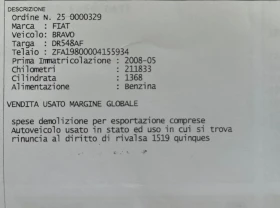 DESCRIZIONE
Ordine N. 25 0000329
Marca : FIAT
Veicolo: BRAVO
Targa : DR548AF
Telaio : ZFA19800004155934
Prima Immatricolazione : 2008-05
Chilometri : 211833
Cilindrata : 1368
Alimentazione : Benzina
VENDITA USATO MARGINE GLOBALE
spese demolizione per esportazione comprese
Autoveicolo usato in stato ed uso in cui si trova
rinuncia al diritto di rivalsa 1519 quinques